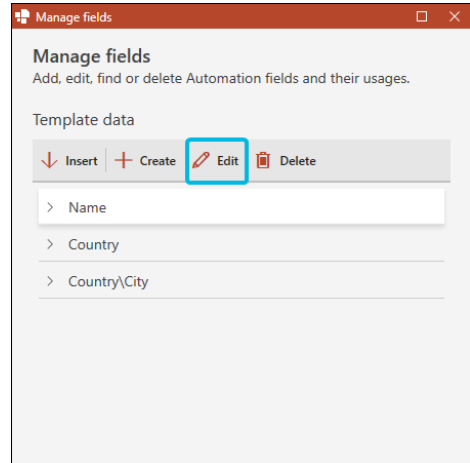 Manage fields
Manage fields
Add, edit, find or delete Automation fields and their usages.
Template data
Insert Create Edit Delete
Name
Country
Country\City